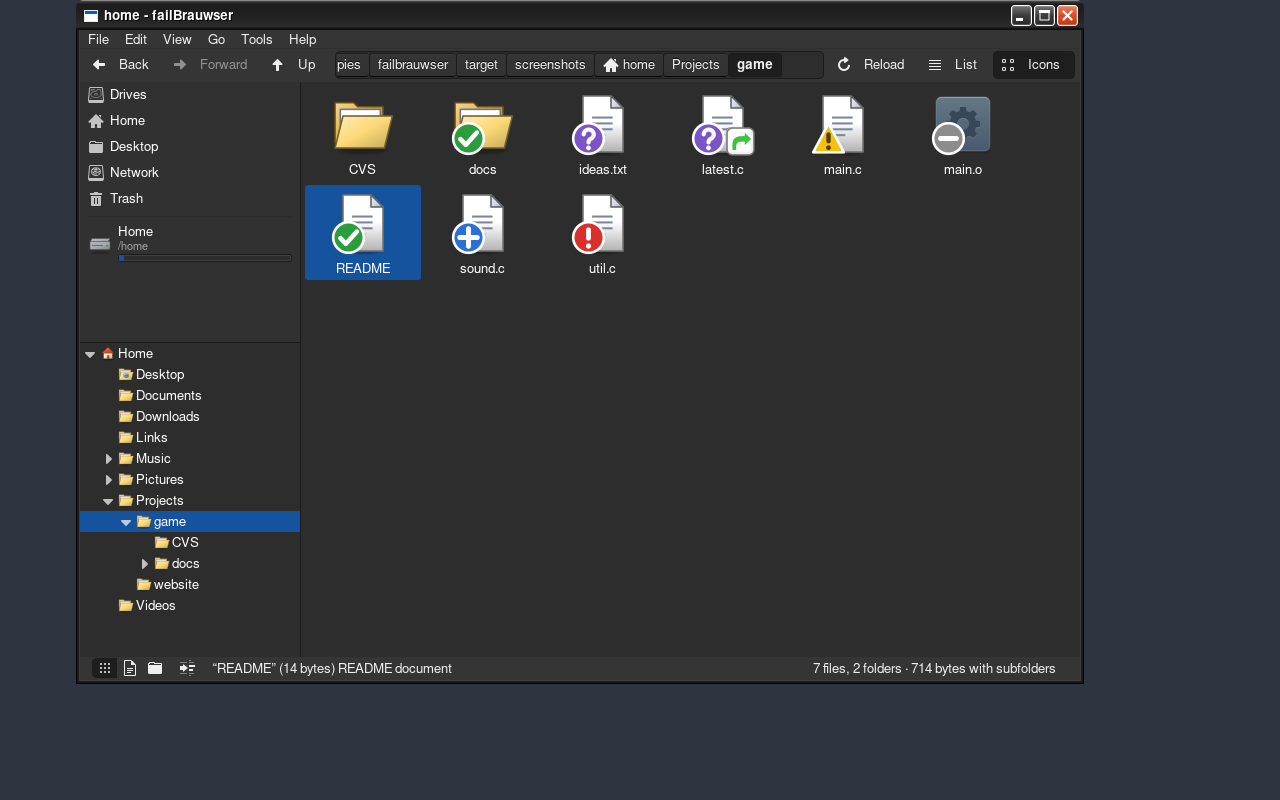 home - failBrauwser
File Edit View Go Tools Help
Back Forward Up pies failbrauwser target screenshots home Projects game Reload List Icons
Drives
Home
Desktop
Network
Trash
Home
/home
CVS docs ideas.txt latest.c main.c main.o
README sound.c util.c
Home
Desktop
Documents
Downloads
Links
Music
Pictures
Projects
game
CVS
docs
website
Videos
“README” (14 bytes) README document
7 files, 2 folders · 714 bytes with subfolders